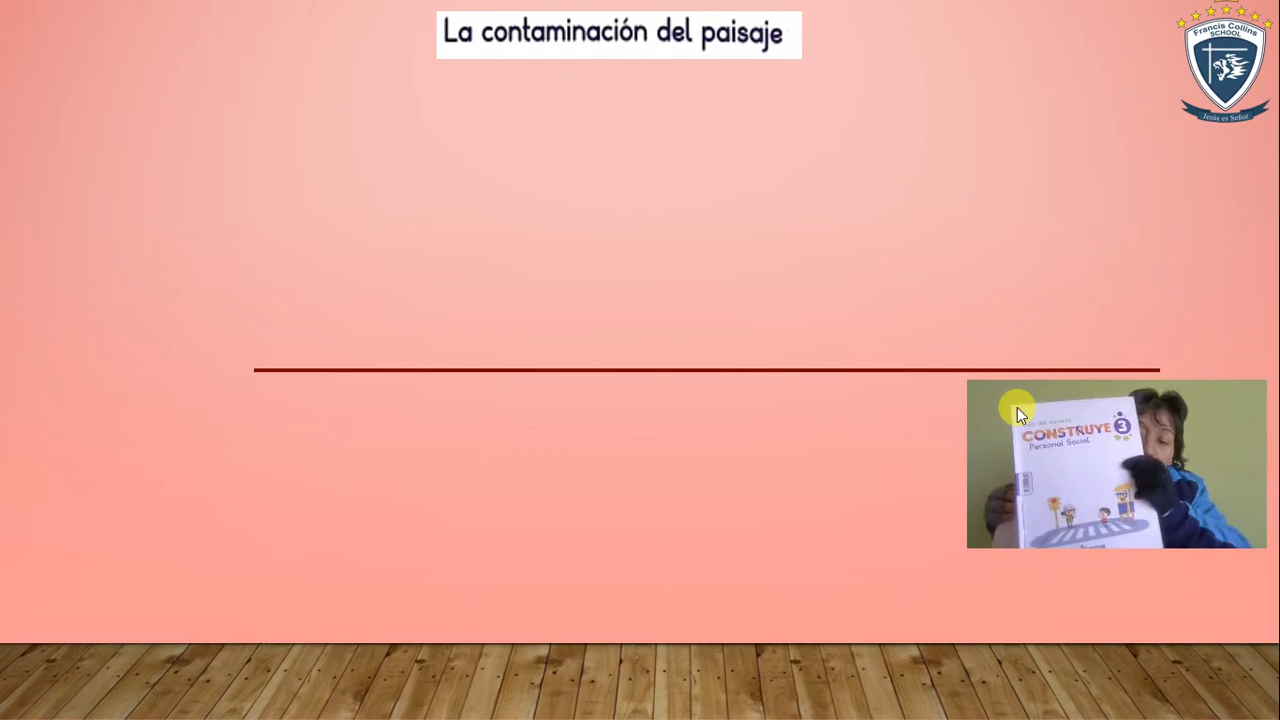 La contaminación del paisaje
Francis Collins
SCHOOL
Jesús es Señor
CONSTRUYE 3
Personal Social